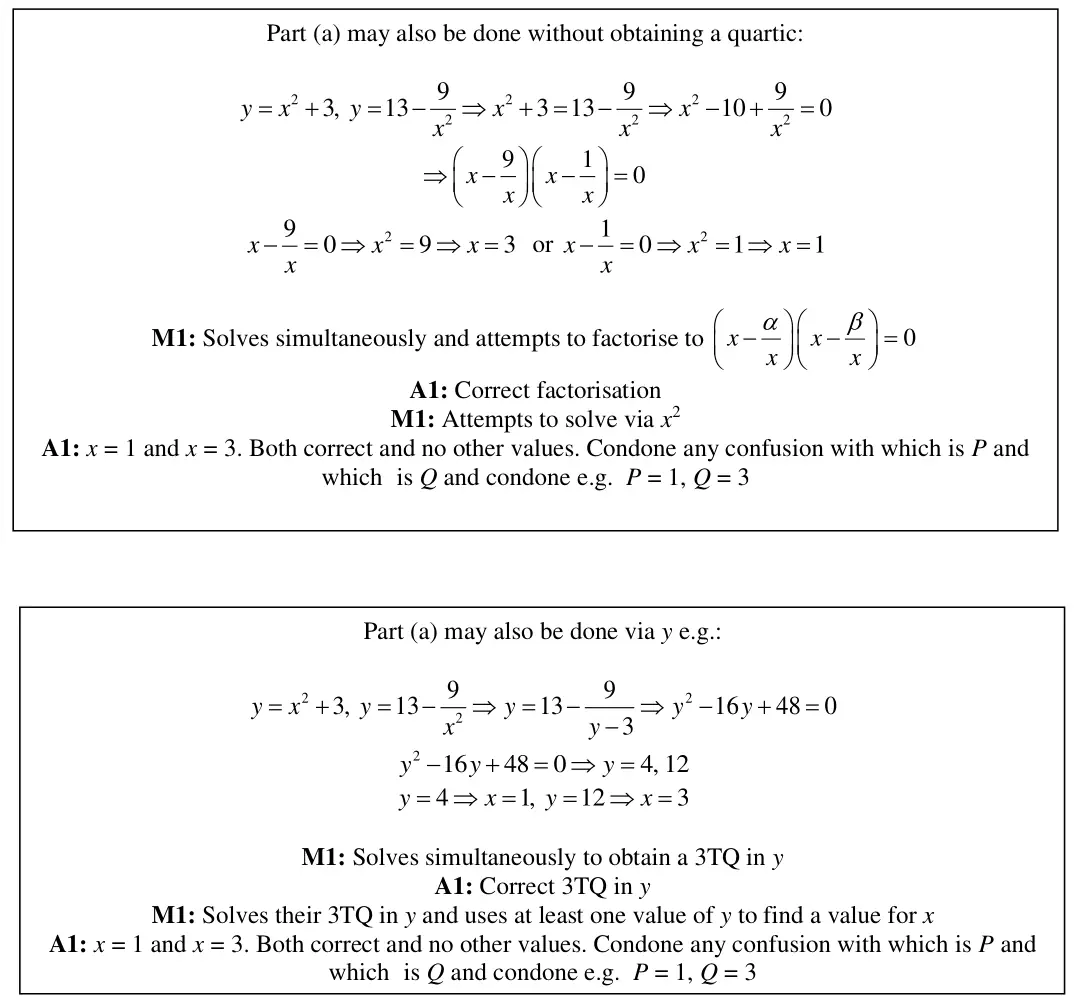 Part (a) may also be done without obtaining a quartic:
y = x² + 3, y = 13 − 9/x² ⇒ x² + 3 = 13 − 9/x² ⇒ x² − 10 + 9/x² = 0
⇒ (x − 9/x)(x − 1/x) = 0
x − 9/x = 0 ⇒ x² = 9 ⇒ x = 3 or x − 1/x = 0 ⇒ x² = 1 ⇒ x = 1
M1: Solves simultaneously and attempts to factorise to (x − α/x)(x − β/x) = 0
A1: Correct factorisation
M1: Attempts to solve via x²
A1: x = 1 and x = 3. Both correct and no other values. Condone any confusion with which is P and
which is Q and condone e.g. P = 1, Q = 3
Part (a) may also be done via y e.g.:
y = x² + 3, y = 13 − 9/x² ⇒ y = 13 − 9/(y − 3) ⇒ y² − 16y + 48 = 0
y² − 16y + 48 = 0 ⇒ y = 4, 12
y = 4 ⇒ x = 1, y = 12 ⇒ x = 3
M1: Solves simultaneously to obtain a 3TQ in y
A1: Correct 3TQ in y
M1: Solves their 3TQ in y and uses at least one value of y to find a value for x
A1: x = 1 and x = 3. Both correct and no other values. Condone any confusion with which is P and
which is Q and condone e.g. P = 1, Q = 3